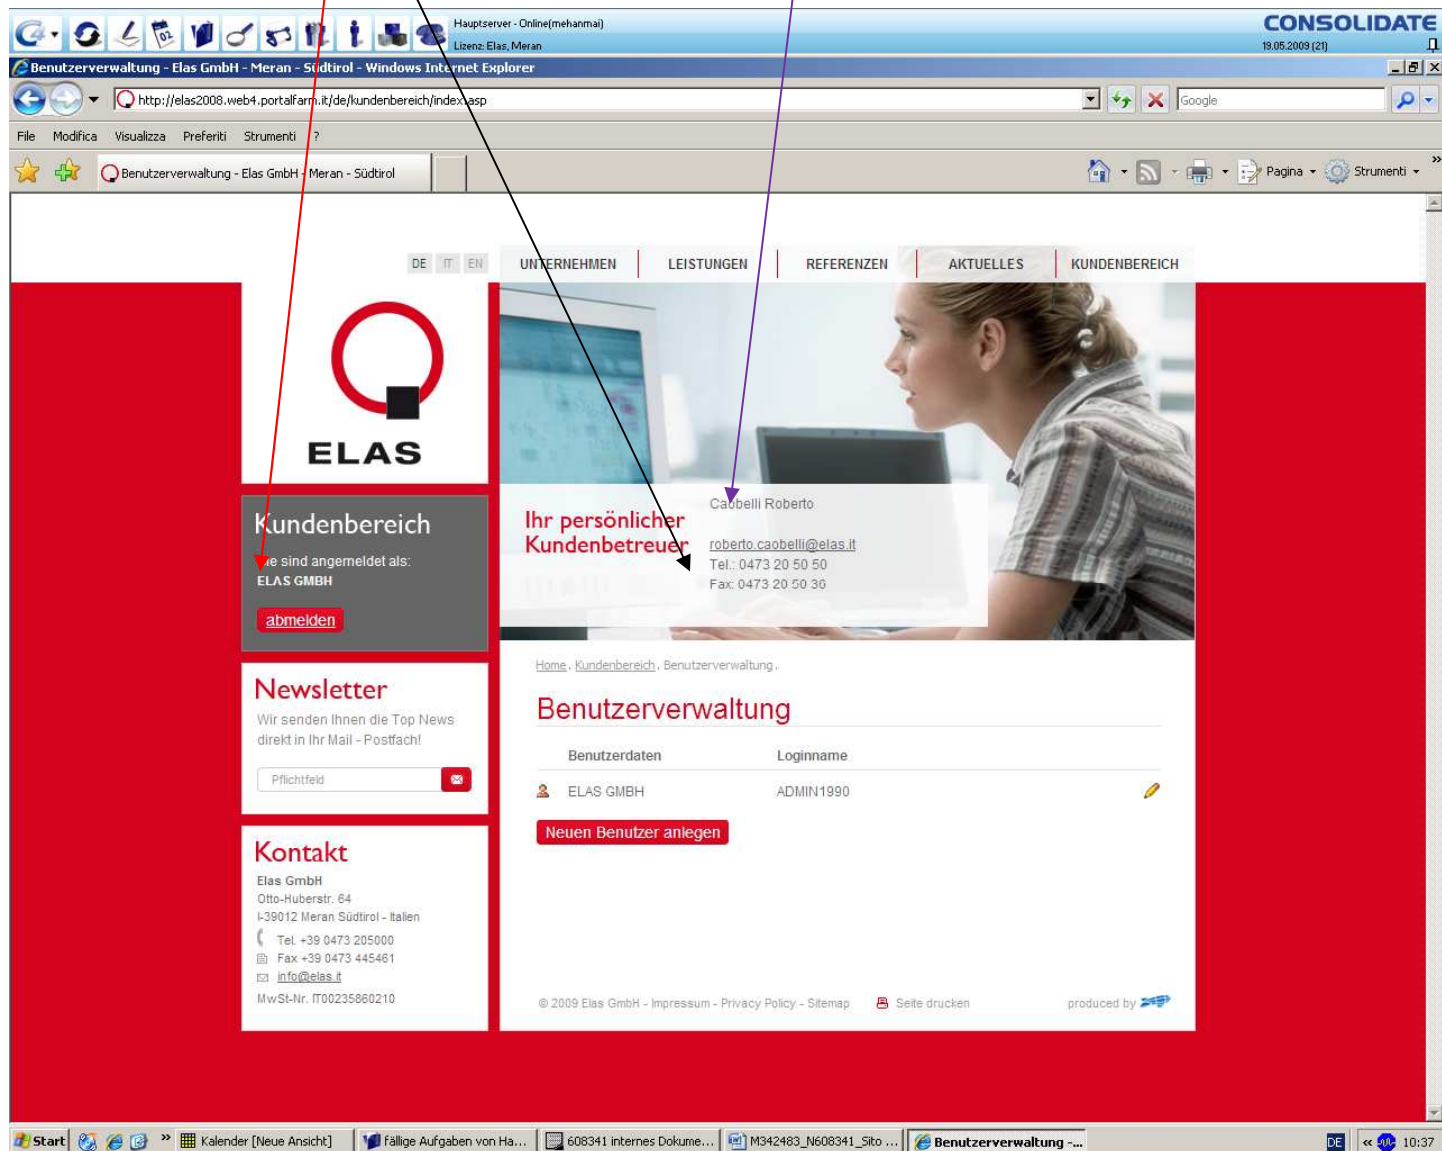 Hauptserver - Online(mehanmai)
Lizenz: Elas, Meran
CONSOLIDATE
19.05.2009 (21)
Benutzerverwaltung - Elas GmbH - Meran - Südtirol - Windows Internet Explorer
http://elas2008.web4.portalfarm.it/de/kundenbereich/index.asp
Google
File Modifica Visualizza Preferiti Strumenti ?
Benutzerverwaltung - Elas GmbH - Meran - Südtirol
Pagina
Strumenti
DE IT EN
UNTERNEHMEN LEISTUNGEN REFERENZEN AKTUELLES KUNDENBEREICH
ELAS
Kundenbereich
Sie sind angemeldet als:
ELAS GMBH
abmelden
Ihr persönlicher
Kundenbetreuer
Caobelli Roberto
roberto.caobelli@elas.it
Tel.: 0473 20 50 50
Fax: 0473 20 50 30
Newsletter
Wir senden Ihnen die Top News
direkt in Ihr Mail - Postfach!
Pflichtfeld
Kontakt
Elas GmbH
Otto-Huberstr. 64
I-39012 Meran Südtirol - Italien
Tel. +39 0473 205000
Fax +39 0473 445461
info@elas.it
MwSt-Nr. IT00235860210
Home . Kundenbereich . Benutzerverwaltung .
Benutzerverwaltung
Benutzerdaten Loginname
ELAS GMBH ADMIN1990
Neuen Benutzer anlegen
© 2009 Elas GmbH - Impressum - Privacy Policy - Sitemap Seite drucken produced by
Start
Kalender [Neue Ansicht]
fällige Aufgaben von Ha...
608341 internes Dokume...
M342483_N608341_Sito ...
Benutzerverwaltung -...
DE
10:37